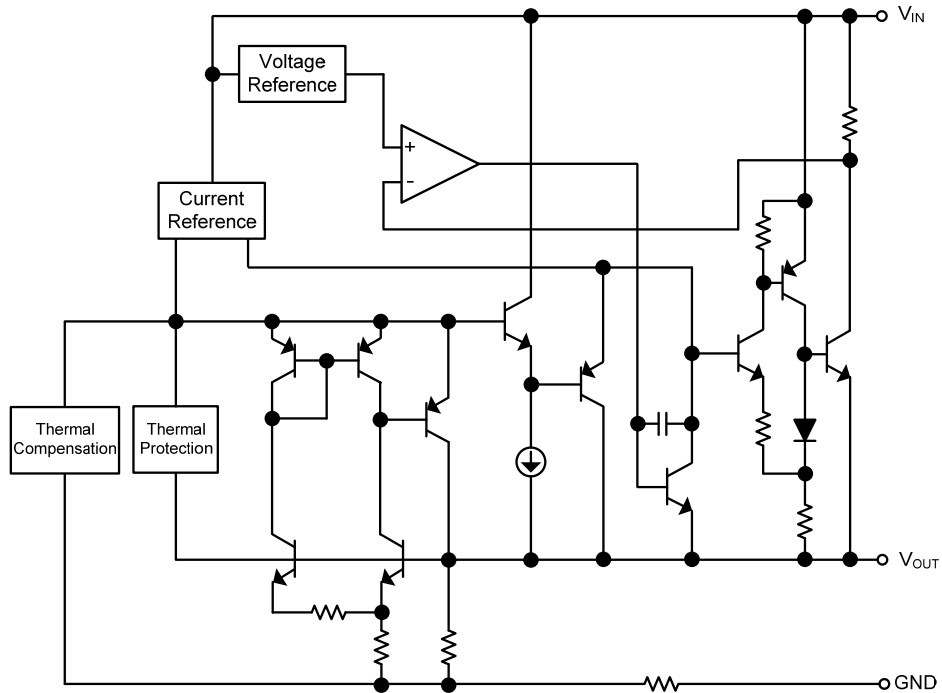 VIN
Voltage
Reference
+
-
Current
Reference
Thermal
Compensation
Thermal
Protection
VOUT
GND